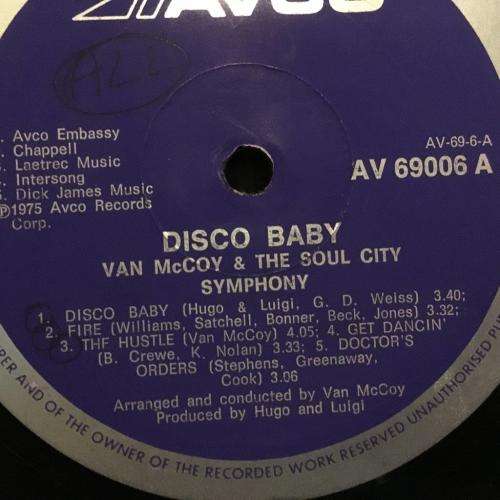 AVCO
ALL
. Avco Embassy
. Chappell
. Laetrec Music
. Intersong
. Dick James Music
℗1975 Avco Records
Corp.
AV-69-6-A
AV 69006 A
DISCO BABY
VAN McCOY & THE SOUL CITY
SYMPHONY
1. DISCO BABY (Hugo & Luigi, G. D. Weiss) 3.40;
2. FIRE (Williams, Satchell, Bonner, Beck, Jones) 3.32;
3. THE HUSTLE (Van McCoy) 4.05; 4. GET DANCIN'
(B. Crewe, K. Nolan) 3.33; 5. DOCTOR'S
ORDERS (Stephens, Greenaway,
Cook) 3.06
Arranged and conducted by Van McCoy
Produced by Hugo and Luigi
AND OF THE OWNER OF THE RECORDED WORK RESERVED UNAUTHORISED